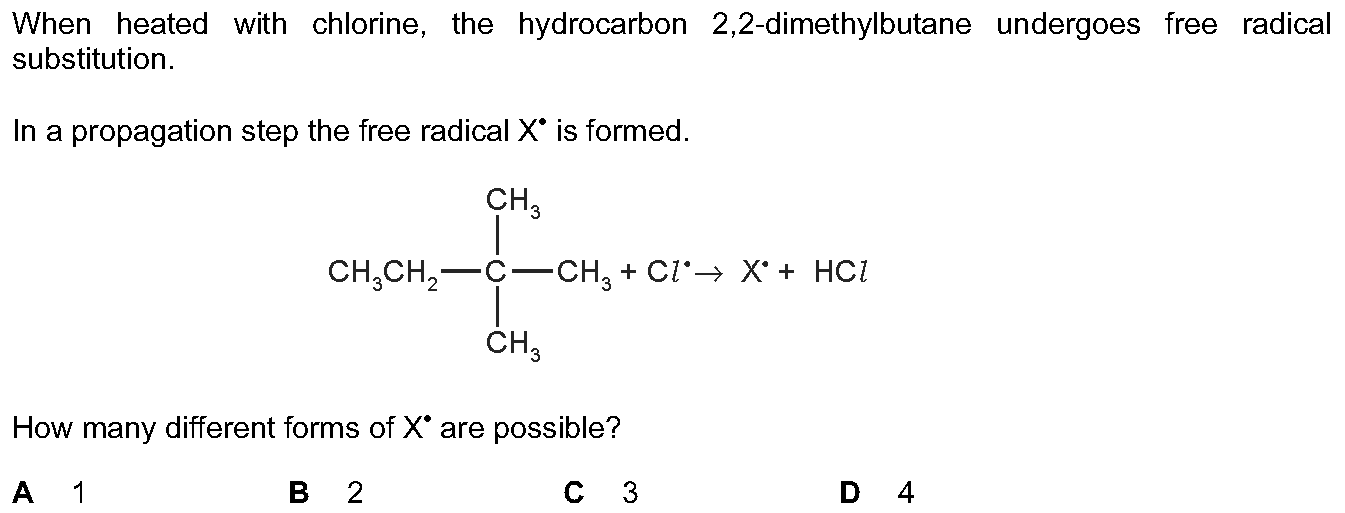 When heated with chlorine, the hydrocarbon 2,2-dimethylbutane undergoes free radical
substitution.
In a propagation step the free radical X• is formed.
CH₃
CH₃CH₂—C—CH₃ + Cl•→ X• + HCl
CH₃
How many different forms of X• are possible?
A 1 B 2 C 3 D 4